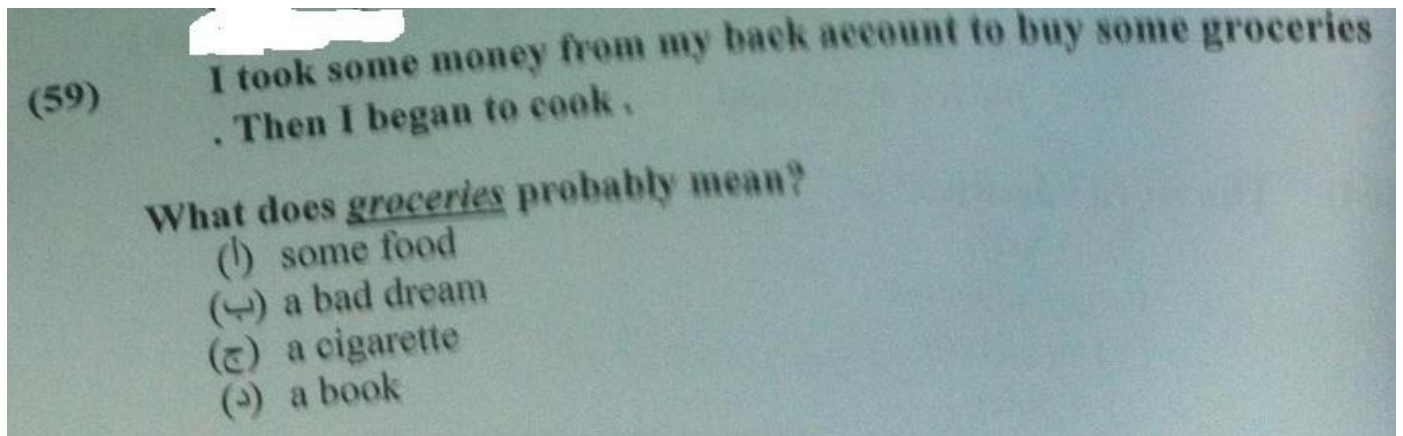 (59) I took some money from my back account to buy some groceries
. Then I began to cook .
What does groceries probably mean?
(أ) some food
(ب) a bad dream
(ج) a cigarette
(د) a book